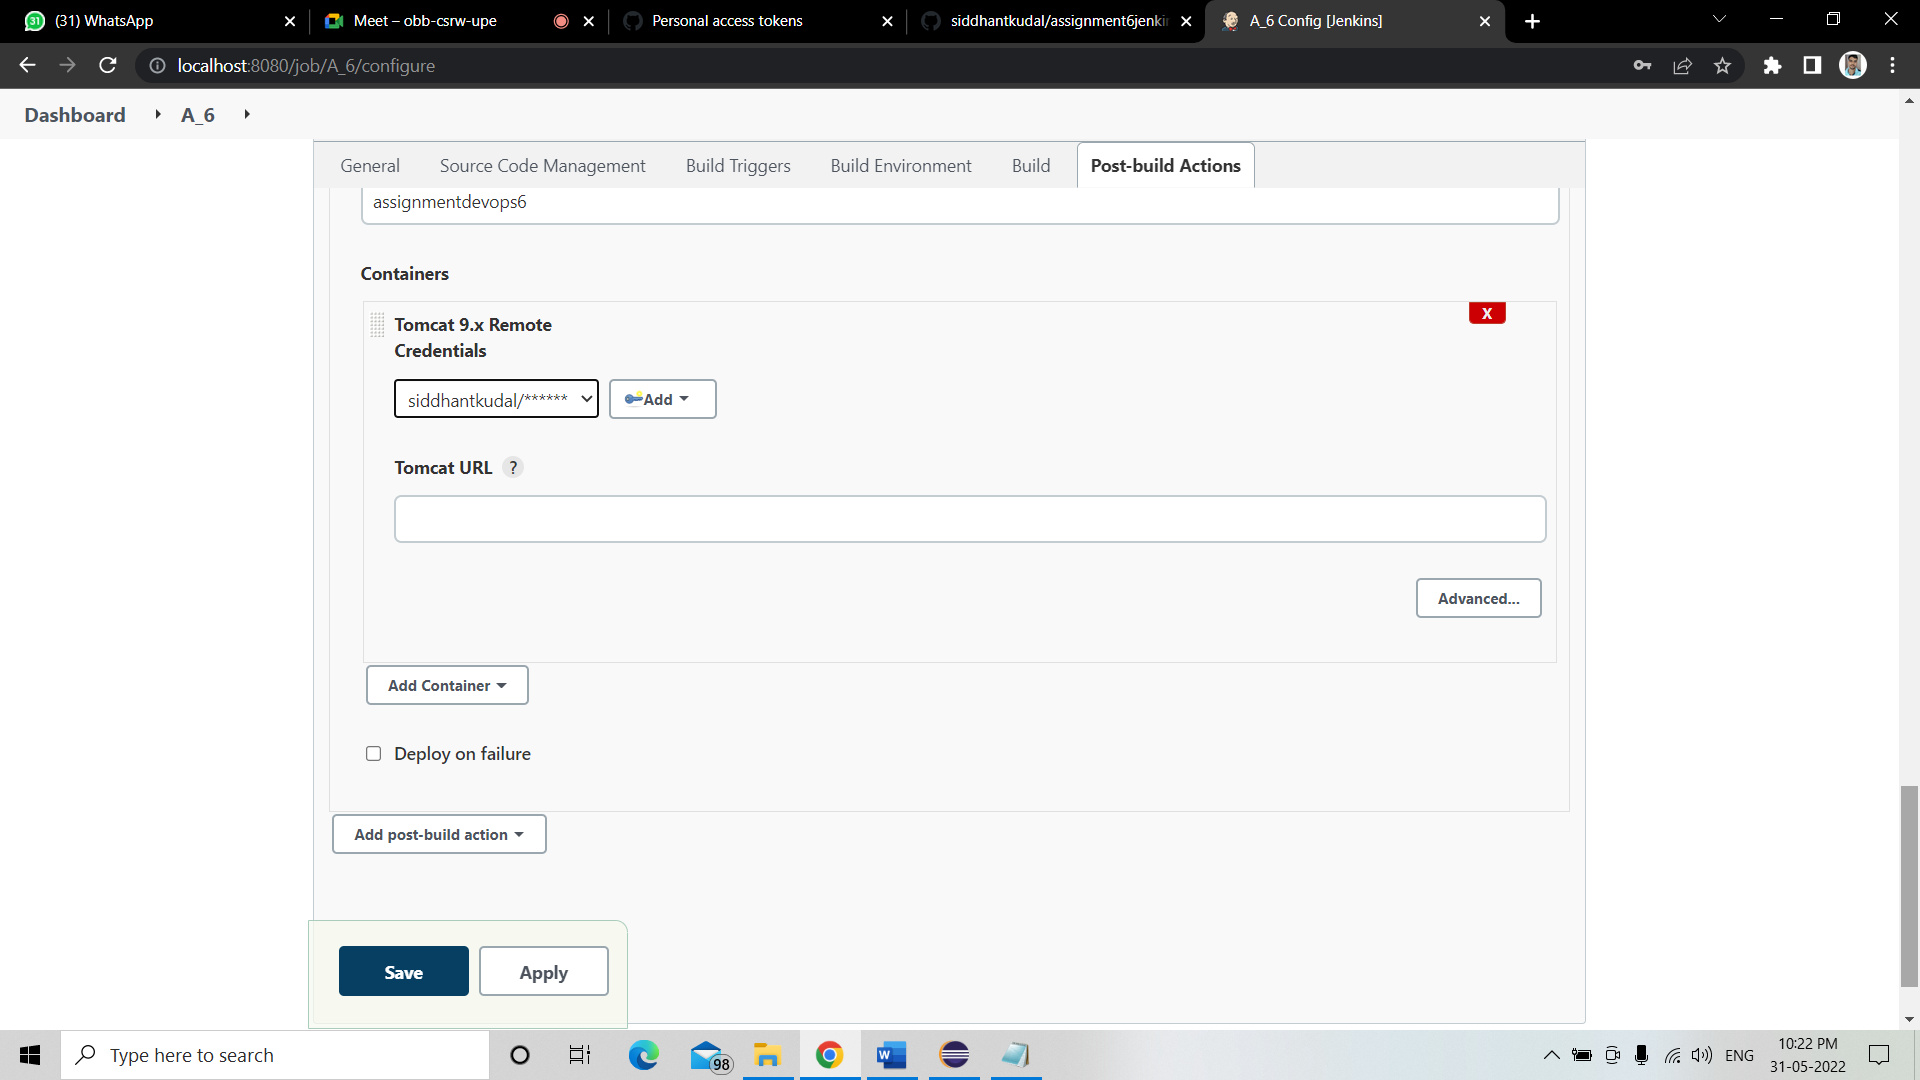 (31) WhatsApp
Meet – obb-csrw-upe
Personal access tokens
siddhantkudal/assignment6jenki
A_6 Config [Jenkins]
localhost:8080/job/A_6/configure
Dashboard
A_6
General
Source Code Management
Build Triggers
Build Environment
Build
Post-build Actions
assignmentdevops6
Containers
Tomcat 9.x Remote
X
Credentials
siddhantkudal/******
Add
Tomcat URL ?
Advanced...
Add Container
Deploy on failure
Add post-build action
Save
Apply
Type here to search
98
ENG
10:22 PM
31-05-2022